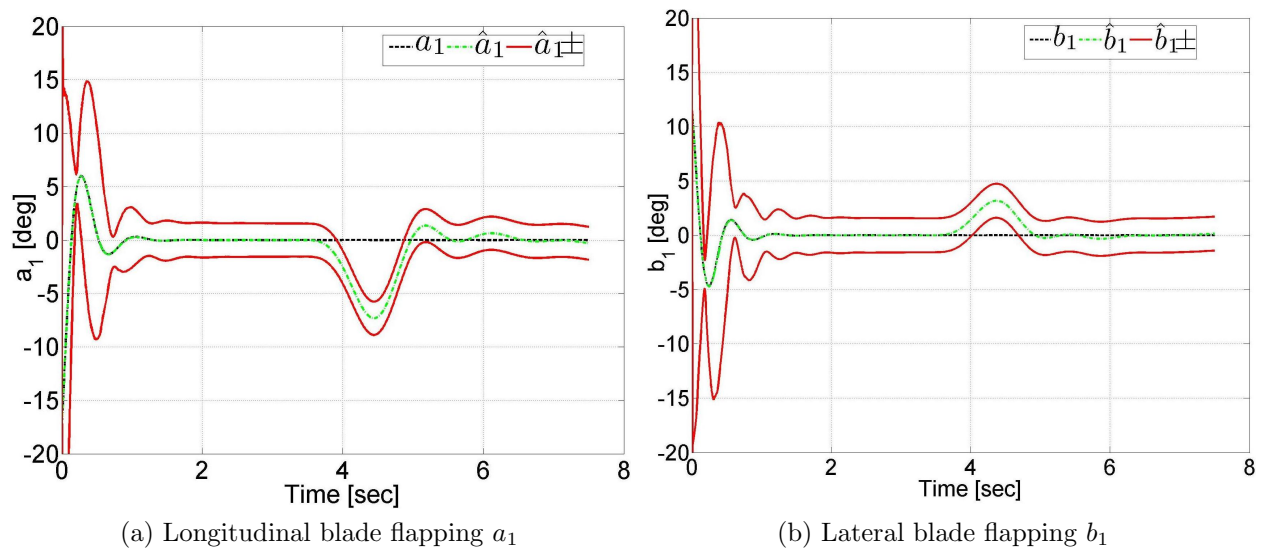 20
15
10
5
0
-5
-10
-15
-20
a₁ [deg]
a₁ â₁ â₁±
0 2 4 6 8
Time [sec]
(a) Longitudinal blade flapping a₁
20
15
10
5
0
-5
-10
-15
-20
b₁ [deg]
b₁ b̂₁ b̂₁±
0 2 4 6 8
Time [sec]
(b) Lateral blade flapping b₁